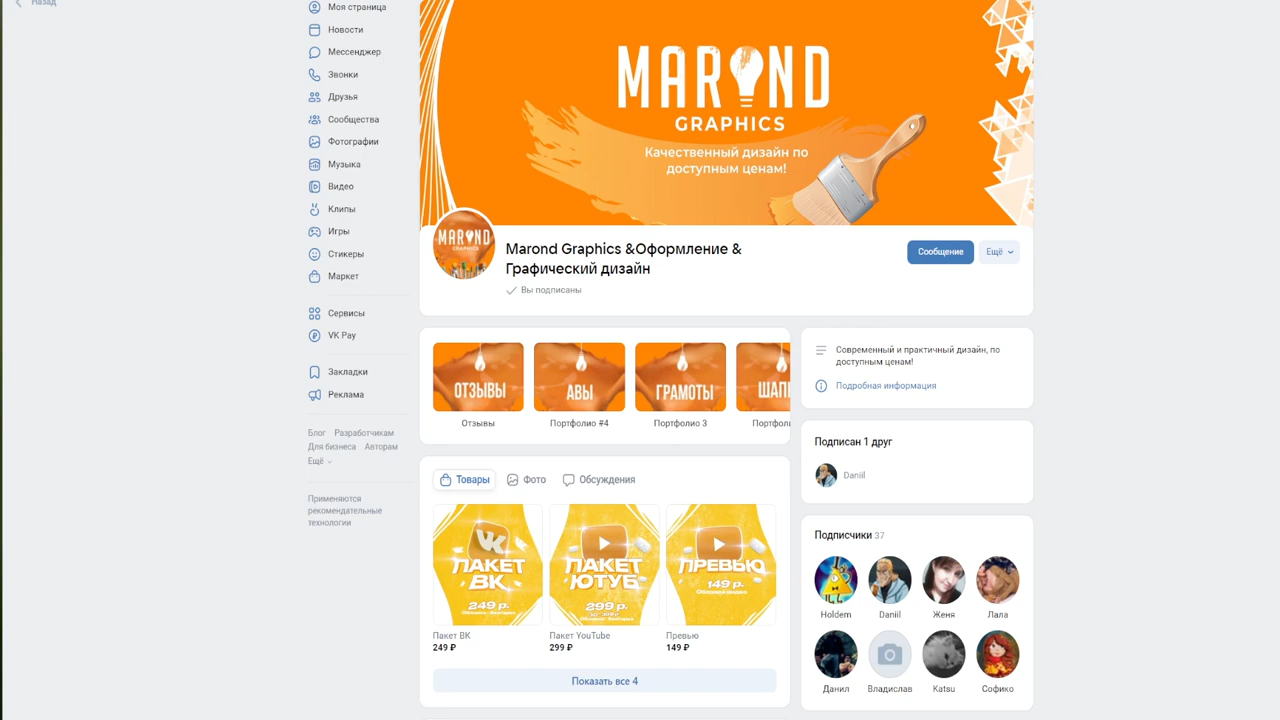 Назад
Моя страница
Новости
Мессенджер
Звонки
Друзья
Сообщества
Фотографии
Музыка
Видео
Клипы
Игры
Стикеры
Маркет
Сервисы
VK Pay
Закладки
Реклама
Блог Разработчикам
Для бизнеса Авторам
Ещё
Применяются
рекомендательные
технологии
MAROND
GRAPHICS
Качественный дизайн по
доступным ценам!
MAROND
GRAPHICS
Marond Graphics &Оформление &
Графический дизайн
Вы подписаны
Сообщение
Ещё
ОТЗЫВЫ
АВЫ
ГРАМОТЫ
ШАП
Отзывы
Портфолио #4
Портфолио 3
Портфоли
Товары
Фото
Обсуждения
ПАКЕТ
ВК
249 р.
ПАКЕТ
ЮТУБ
299 р.
ПРЕВЬЮ
149 р.
Пакет ВК
249 ₽
Пакет YouTube
299 ₽
Превью
149 ₽
Показать все 4
Современный и практичный дизайн, по
доступным ценам!
Подробная информация
Подписан 1 друг
Daniil
Подписчики 37
Holdem
Daniil
Женя
Лала
Данил
Владислав
Katsu
Софико